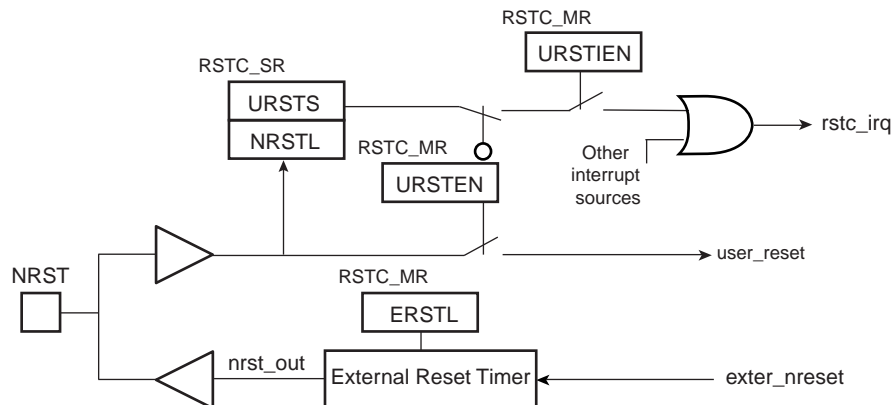 RSTC_MR
URSTIEN
RSTC_SR
URSTS
NRSTL
rstc_irq
RSTC_MR
URSTEN
Other
interrupt
sources
user_reset
NRST
RSTC_MR
ERSTL
nrst_out
External Reset Timer
exter_nreset